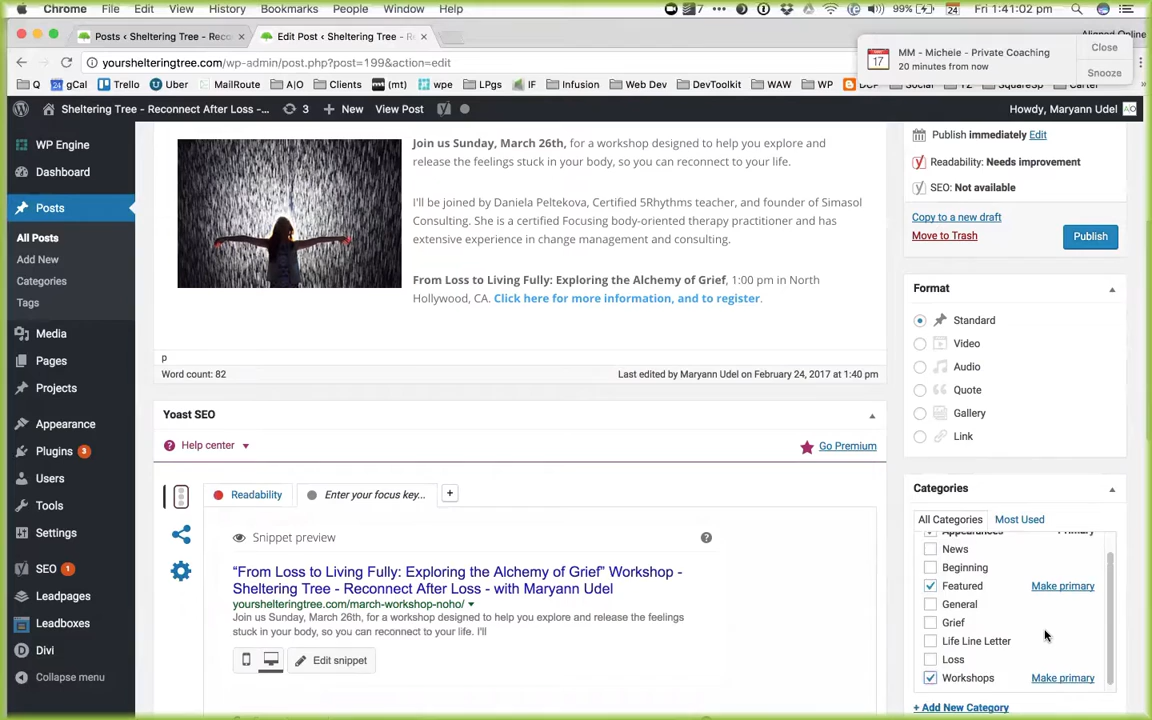 Chrome File Edit View History Bookmarks People Window Help 7 99% 24 Fri 1:41:02 pm
Posts ‹ Sheltering Tree - Reco × Edit Post ‹ Sheltering Tree - R ×
yourshelteringtree.com/wp-admin/post.php?post=199&action=edit
17 MM - Michele - Private Coaching Close
20 minutes from now Snooze
Q gCal Trello Uber MailRoute A|O Clients (mt) wpe LPgs IF Infusion Web Dev DevToolkit WAW WP
Sheltering Tree - Reconnect After Loss -... 3 New View Post Howdy, Maryann Udel
WP Engine
Dashboard
Posts
All Posts
Add New
Categories
Tags
Media
Pages
Projects
Appearance
Plugins 3
Users
Tools
Settings
SEO 1
Leadpages
Leadboxes
Divi
Collapse menu
Join us Sunday, March 26th, for a workshop designed to help you explore and
release the feelings stuck in your body, so you can reconnect to your life.
I'll be joined by Daniela Peltekova, Certified 5Rhythms teacher, and founder of Simasol
Consulting. She is a certified Focusing body-oriented therapy practitioner and has
extensive experience in change management and consulting.
From Loss to Living Fully: Exploring the Alchemy of Grief, 1:00 pm in North
Hollywood, CA. Click here for more information, and to register.
p
Word count: 82 Last edited by Maryann Udel on February 24, 2017 at 1:40 pm
Yoast SEO
Help center Go Premium
Readability Enter your focus key... +
Snippet preview ?
“From Loss to Living Fully: Exploring the Alchemy of Grief” Workshop -
Sheltering Tree - Reconnect After Loss - with Maryann Udel
yourshelteringtree.com/march-workshop-noho/
Join us Sunday, March 26th, for a workshop designed to help you explore and release the feelings
stuck in your body, so you can reconnect to your life. I'll
Edit snippet
Publish immediately Edit
Readability: Needs improvement
SEO: Not available
Copy to a new draft
Move to Trash Publish
Format
Standard
Video
Audio
Quote
Gallery
Link
Categories
All Categories Most Used
Appearances Primary
News
Beginning
Featured Make primary
General
Grief
Life Line Letter
Loss
Workshops Make primary
+ Add New Category